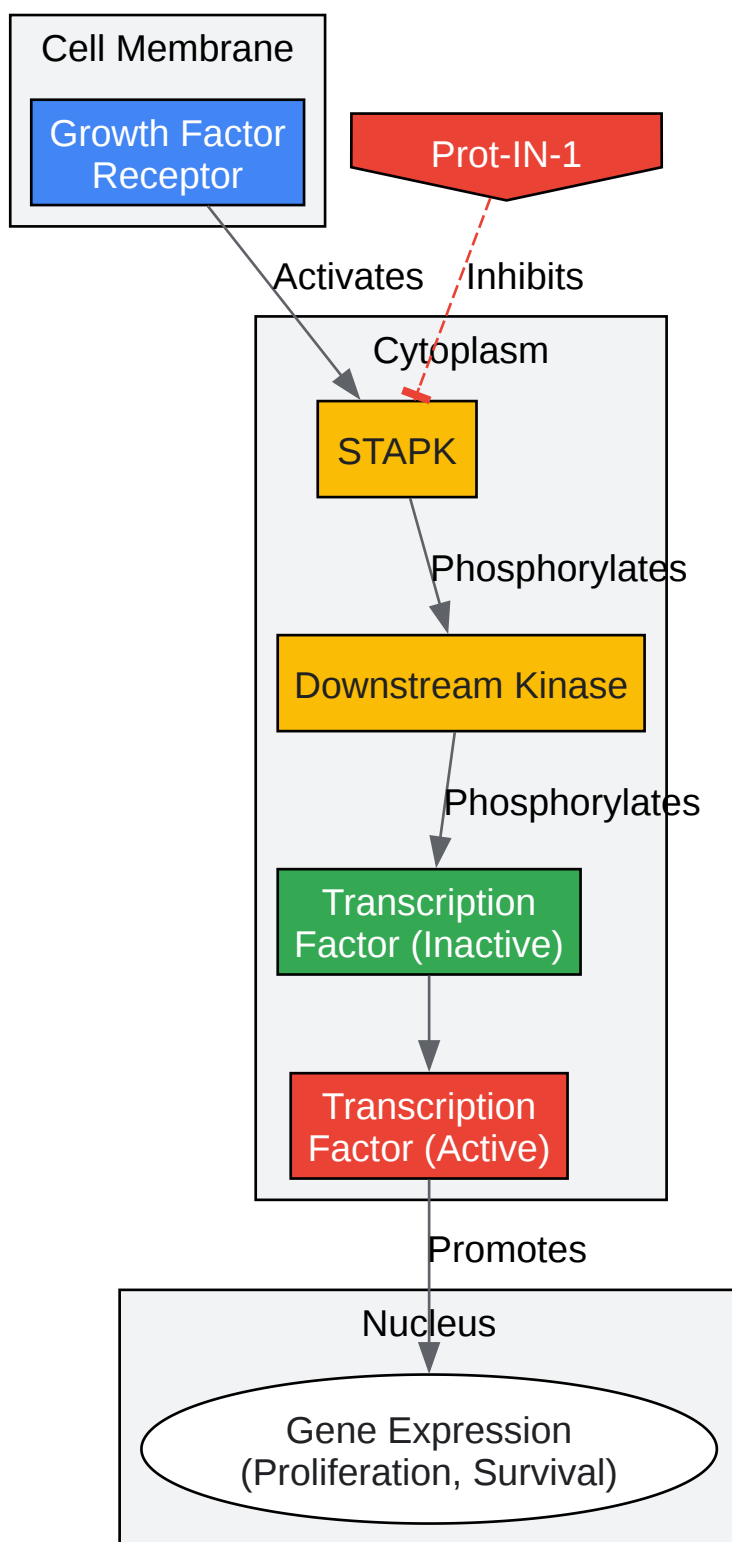 Cell Membrane
Growth Factor
Receptor
Prot-IN-1
Activates
Inhibits
Cytoplasm
STAPK
Phosphorylates
Downstream Kinase
Phosphorylates
Transcription
Factor (Inactive)
Transcription
Factor (Active)
Promotes
Nucleus
Gene Expression
(Proliferation, Survival)